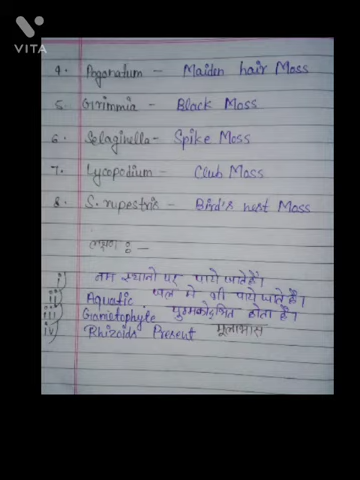 VITA
4. Pogonatum - Maiden hair Moss
5. Grimmia - Black Moss
6. Selaginella - Spike Moss
7. Lycopodium - Club Moss
8. S. rupestris - Bird's nest Moss
लक्षण : -
i) नम स्थानो पर पाये जाते हैं।
ii) Aquatic जल मे भी पाये जाते हैं।
iii) Gametophyte युग्मकोद्भित होता है।
iv) Rhizoids Present मूलाभास